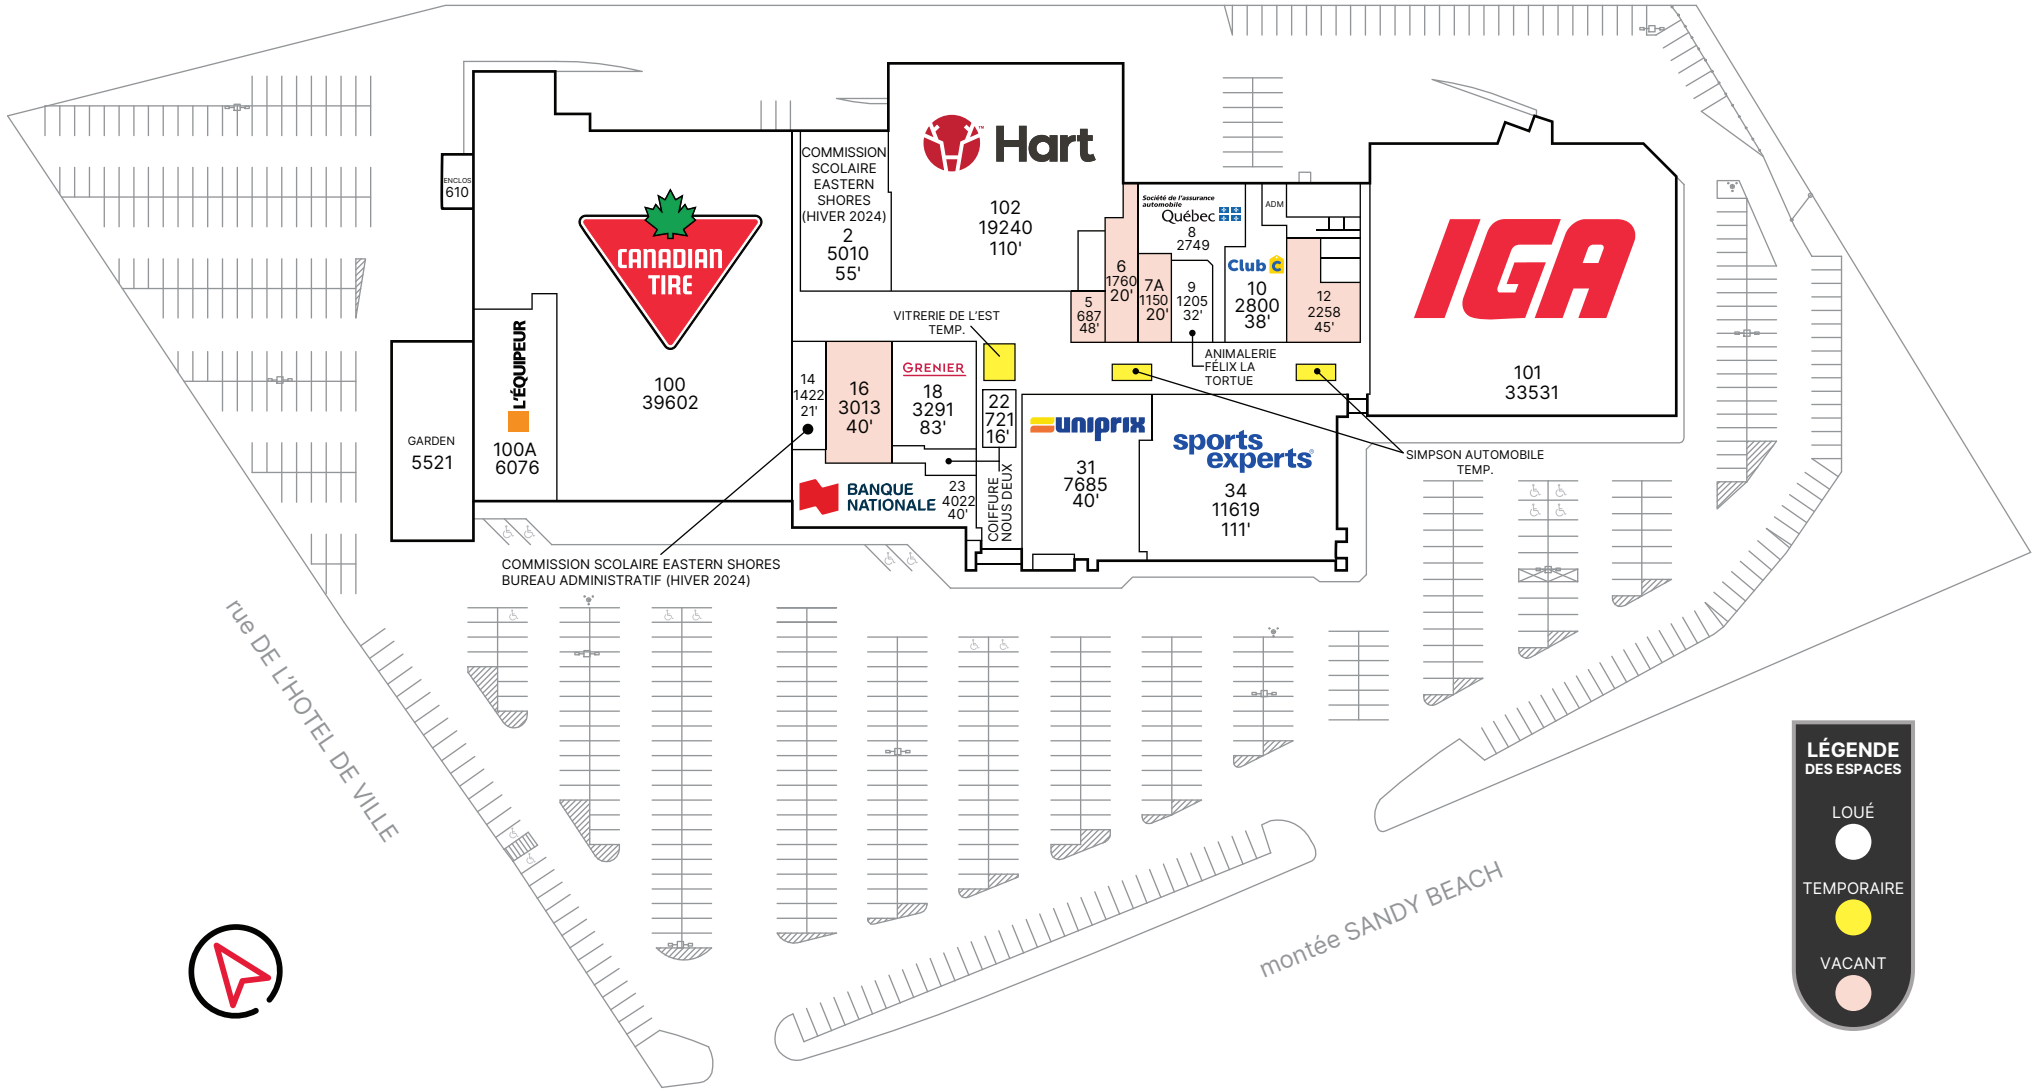 ENCLOS
610
CANADIAN
TIRE
100
39602
L'ÉQUIPEUR
100A
6076
GARDEN
5521
COMMISSION
SCOLAIRE
EASTERN
SHORES
(HIVER 2024)
2
5010
55'
Hart
102
19240
110'
5
687
48'
6
1760
20'
7A
1150
20'
Société de l'assurance
automobile
Québec
8
2749
9
1205
32'
ADM
Club C
10
2800
38'
12
2258
45'
IGA
101
33531
VITRERIE DE L'EST
TEMP.
ANIMALERIE
FÉLIX LA
TORTUE
14
1422
21'
16
3013
40'
GRENIER
18
3291
83'
22
721
16'
BANQUE
NATIONALE
23
4022
40'
COIFFURE
NOUS DEUX
UNIPRIX
31
7685
40'
sports
experts
34
11619
111'
SIMPSON AUTOMOBILE
TEMP.
COMMISSION SCOLAIRE EASTERN SHORES
BUREAU ADMINISTRATIF (HIVER 2024)
rue DE L'HOTEL DE VILLE
montée SANDY BEACH
LÉGENDE
DES ESPACES
LOUÉ
TEMPORAIRE
VACANT